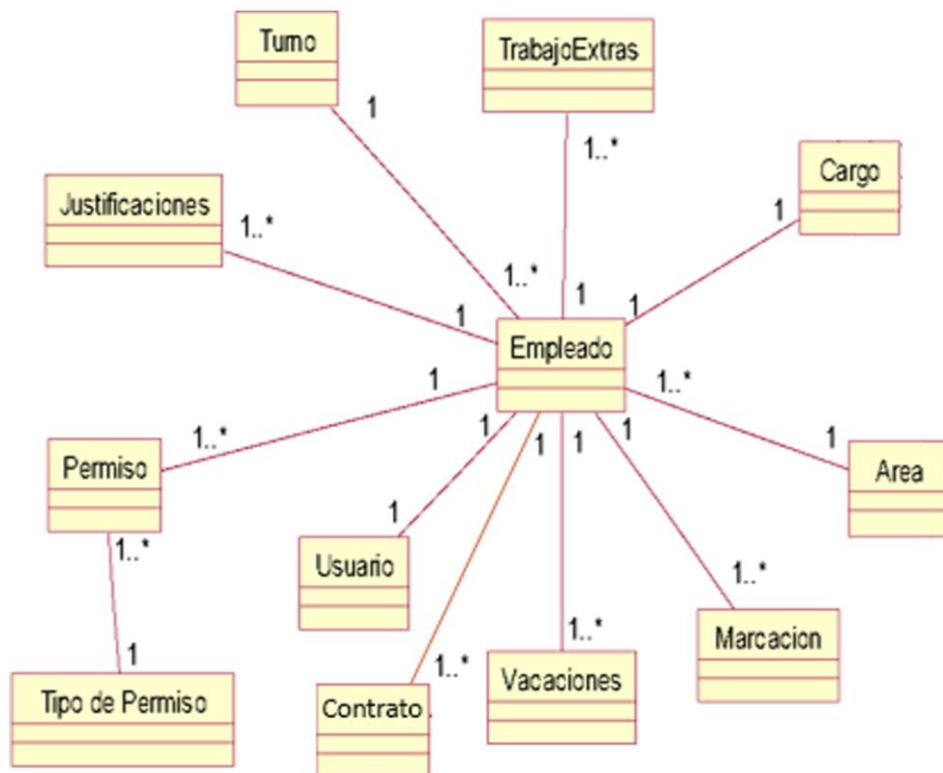 Turno
TrabajoExtras
1
1..*
Cargo
Justificaciones
1
1..*
1..*
1
1
1
Empleado
1
1..*
1..*
1
1
1
1
1
Permiso
Area
1..*
1
1..*
Usuario
1..*
1..*
Marcacion
1
Vacaciones
Tipo de Permiso
Contrato